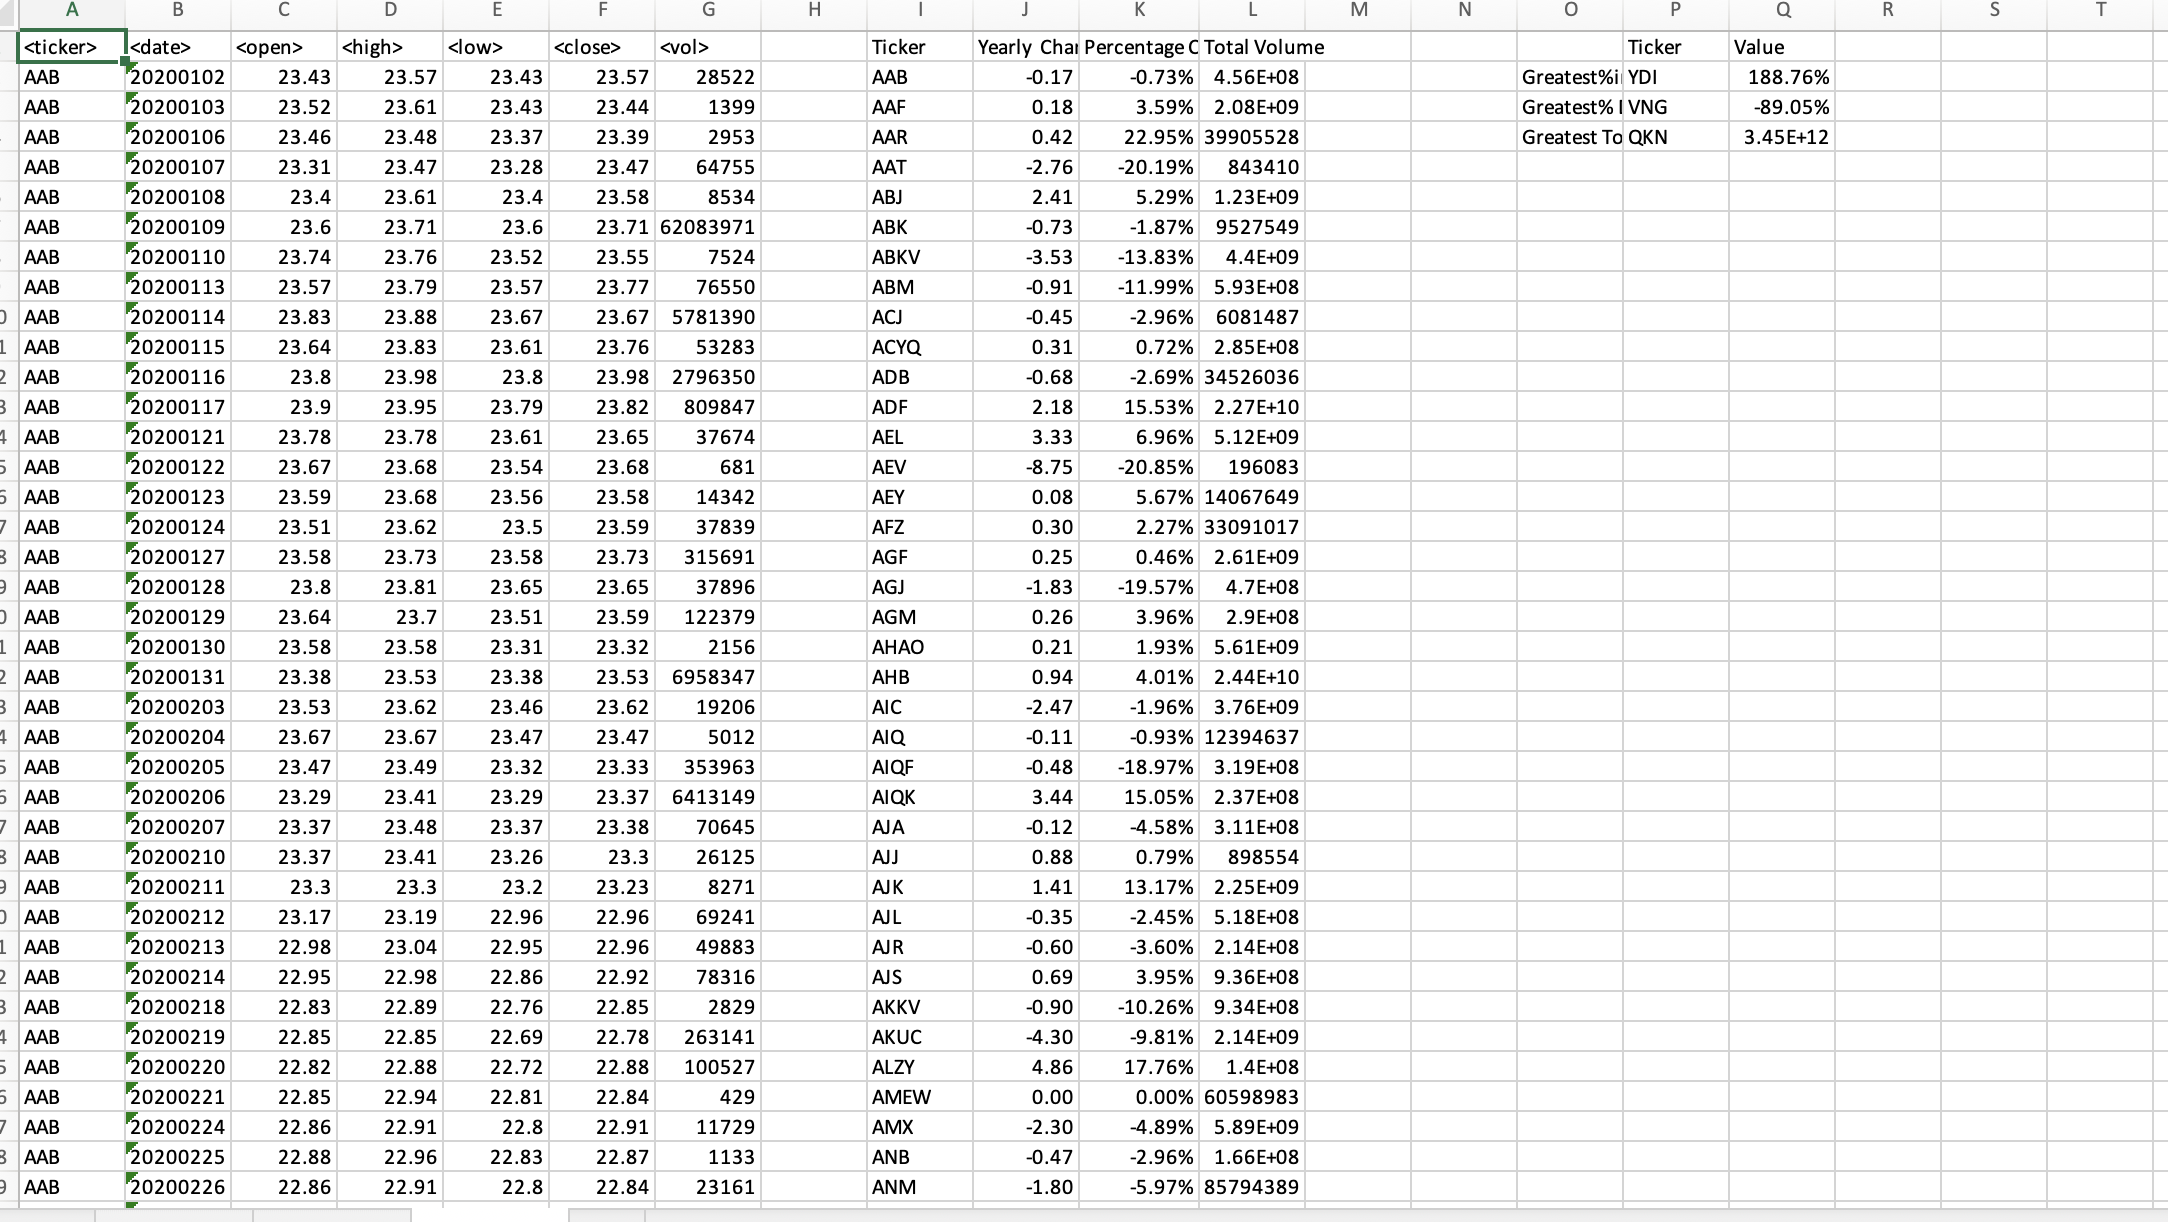 A B C D E F G H I J K L M N O P Q R S T
<ticker> <date> <open> <high> <low> <close> <vol> Ticker Yearly Char Percentage C Total Volume Ticker Value
AAB 20200102 23.43 23.57 23.43 23.57 28522 AAB -0.17 -0.73% 4.56E+08 Greatest%i YDI 188.76%
AAB 20200103 23.52 23.61 23.43 23.44 1399 AAF 0.18 3.59% 2.08E+09 Greatest% VNG -89.05%
AAB 20200106 23.46 23.48 23.37 23.39 2953 AAR 0.42 22.95% 39905528 Greatest To QKN 3.45E+12
AAB 20200107 23.31 23.47 23.28 23.47 64755 AAT -2.76 -20.19% 843410
AAB 20200108 23.4 23.61 23.4 23.58 8534 ABJ 2.41 5.29% 1.23E+09
AAB 20200109 23.6 23.71 23.6 23.71 62083971 ABK -0.73 -1.87% 9527549
AAB 20200110 23.74 23.76 23.52 23.55 7524 ABKV -3.53 -13.83% 4.4E+09
AAB 20200113 23.57 23.79 23.57 23.77 76550 ABM -0.91 -11.99% 5.93E+08
AAB 20200114 23.83 23.88 23.67 23.67 5781390 ACJ -0.45 -2.96% 6081487
AAB 20200115 23.64 23.83 23.61 23.76 53283 ACYQ 0.31 0.72% 2.85E+08
AAB 20200116 23.8 23.98 23.8 23.98 2796350 ADB -0.68 -2.69% 34526036
AAB 20200117 23.9 23.95 23.79 23.82 809847 ADF 2.18 15.53% 2.27E+10
AAB 20200121 23.78 23.78 23.61 23.65 37674 AEL 3.33 6.96% 5.12E+09
AAB 20200122 23.67 23.68 23.54 23.68 681 AEV -8.75 -20.85% 196083
AAB 20200123 23.59 23.68 23.56 23.58 14342 AEY 0.08 5.67% 14067649
AAB 20200124 23.51 23.62 23.5 23.59 37839 AFZ 0.30 2.27% 33091017
AAB 20200127 23.58 23.73 23.58 23.73 315691 AGF 0.25 0.46% 2.61E+09
AAB 20200128 23.8 23.81 23.65 23.65 37896 AGJ -1.83 -19.57% 4.7E+08
AAB 20200129 23.64 23.7 23.51 23.59 122379 AGM 0.26 3.96% 2.9E+08
AAB 20200130 23.58 23.58 23.31 23.32 2156 AHAO 0.21 1.93% 5.61E+09
AAB 20200131 23.38 23.53 23.38 23.53 6958347 AHB 0.94 4.01% 2.44E+10
AAB 20200203 23.53 23.62 23.46 23.62 19206 AIC -2.47 -1.96% 3.76E+09
AAB 20200204 23.67 23.67 23.47 23.47 5012 AIQ -0.11 -0.93% 12394637
AAB 20200205 23.47 23.49 23.32 23.33 353963 AIQF -0.48 -18.97% 3.19E+08
AAB 20200206 23.29 23.41 23.29 23.37 6413149 AIQK 3.44 15.05% 2.37E+08
AAB 20200207 23.37 23.48 23.37 23.38 70645 AJA -0.12 -4.58% 3.11E+08
AAB 20200210 23.37 23.41 23.26 23.3 26125 AJJ 0.88 0.79% 898554
AAB 20200211 23.3 23.3 23.2 23.23 8271 AJK 1.41 13.17% 2.25E+09
AAB 20200212 23.17 23.19 22.96 22.96 69241 AJL -0.35 -2.45% 5.18E+08
AAB 20200213 22.98 23.04 22.95 22.96 49883 AJR -0.60 -3.60% 2.14E+08
AAB 20200214 22.95 22.98 22.86 22.92 78316 AJS 0.69 3.95% 9.36E+08
AAB 20200218 22.83 22.89 22.76 22.85 2829 AKKV -0.90 -10.26% 9.34E+08
AAB 20200219 22.85 22.85 22.69 22.78 263141 AKUC -4.30 -9.81% 2.14E+09
AAB 20200220 22.82 22.88 22.72 22.88 100527 ALZY 4.86 17.76% 1.4E+08
AAB 20200221 22.85 22.94 22.81 22.84 429 AMEW 0.00 0.00% 60598983
AAB 20200224 22.86 22.91 22.8 22.91 11729 AMX -2.30 -4.89% 5.89E+09
AAB 20200225 22.88 22.96 22.83 22.87 1133 ANB -0.47 -2.96% 1.66E+08
AAB 20200226 22.86 22.91 22.8 22.84 23161 ANM -1.80 -5.97% 85794389